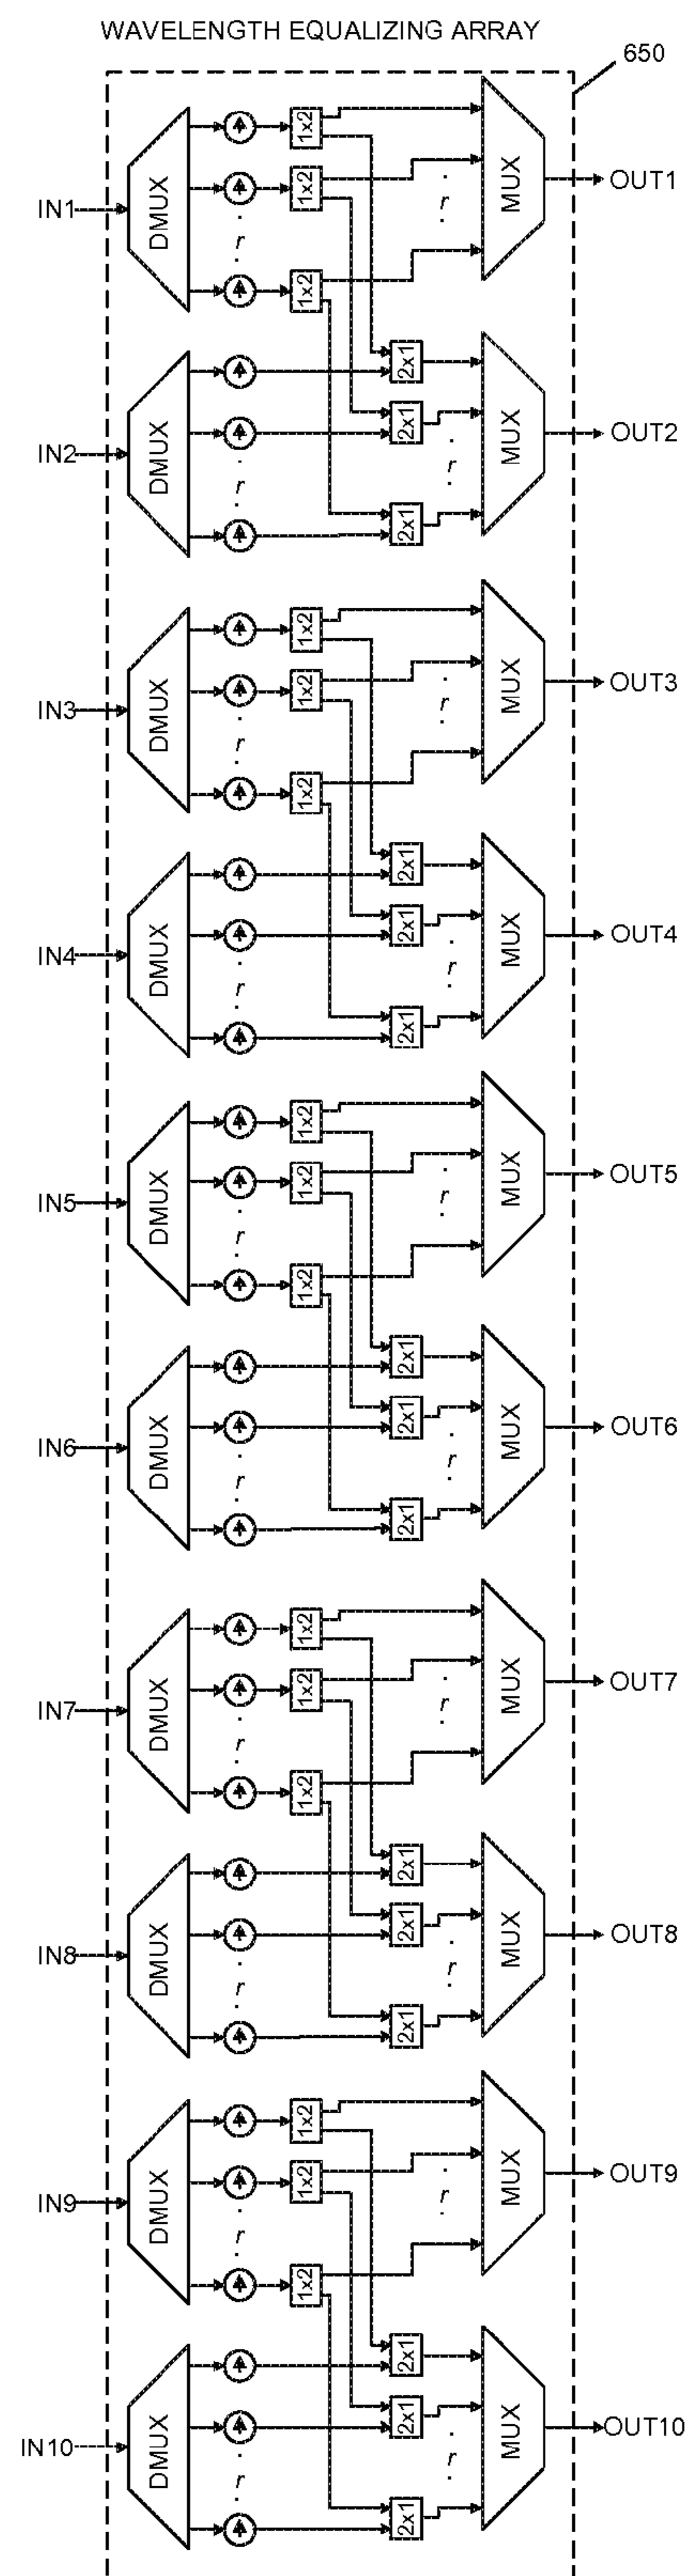 WAVELENGTH EQUALIZING ARRAY
650
IN1
DMUX
1x2
1x2
r
1x2
r
MUX
OUT1
IN2
DMUX
r
2x1
2x1
2x1
r
MUX
OUT2
IN3
DMUX
1x2
1x2
r
1x2
r
MUX
OUT3
IN4
DMUX
r
2x1
2x1
2x1
r
MUX
OUT4
IN5
DMUX
1x2
1x2
r
1x2
r
MUX
OUT5
IN6
DMUX
r
2x1
2x1
2x1
r
MUX
OUT6
IN7
DMUX
1x2
1x2
r
1x2
r
MUX
OUT7
IN8
DMUX
r
2x1
2x1
2x1
r
MUX
OUT8
IN9
DMUX
1x2
1x2
r
1x2
r
MUX
OUT9
IN10
DMUX
r
2x1
2x1
2x1
r
MUX
OUT10